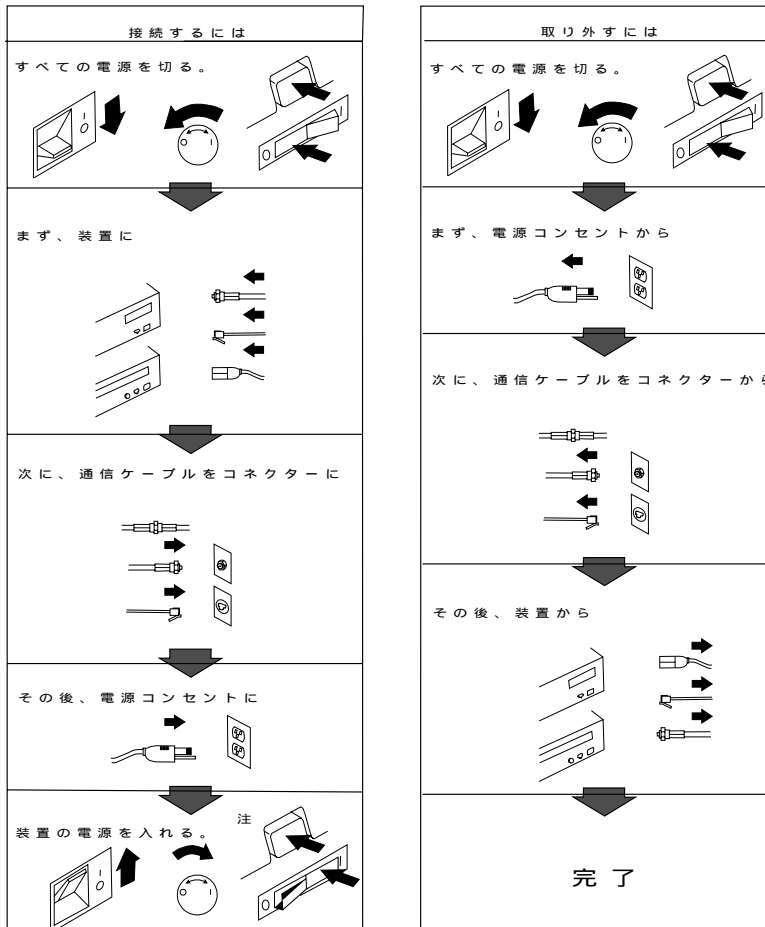 接続するには
すべての電源を切る。
まず、装置に
次に、通信ケーブルをコネクターに
その後、電源コンセントに
装置の電源を入れる。
注
取り外すには
すべての電源を切る。
まず、電源コンセントから
次に、通信ケーブルをコネクターから
その後、装置から
完了